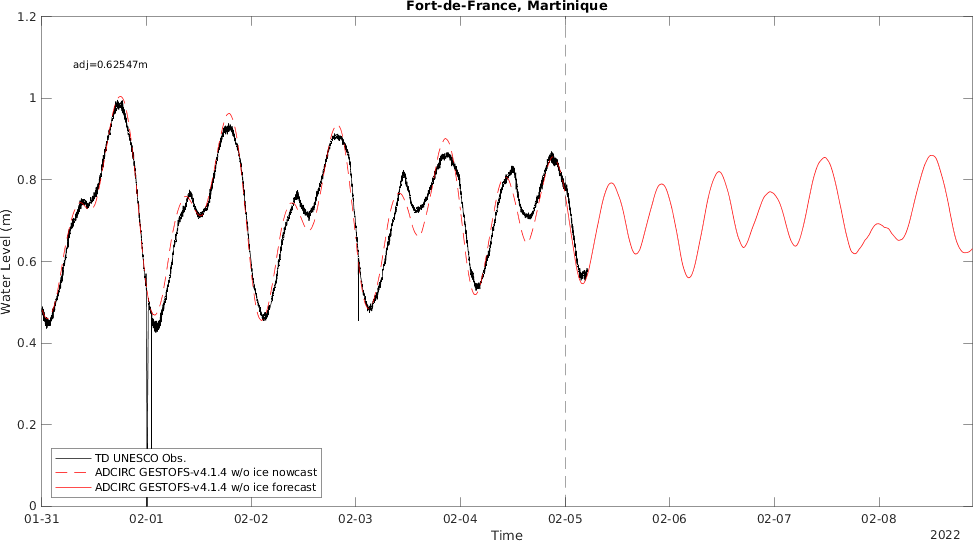 Fort-de-France, Martinique
1.2
adj=0.62547m
1
0.8
0.6
0.4
0.2
0
Water Level (m)
TD UNESCO Obs.
ADCIRC GESTOFS-v4.1.4 w/o ice nowcast
ADCIRC GESTOFS-v4.1.4 w/o ice forecast
01-31 02-01 02-02 02-03 02-04 02-05 02-06 02-07 02-08
Time
2022